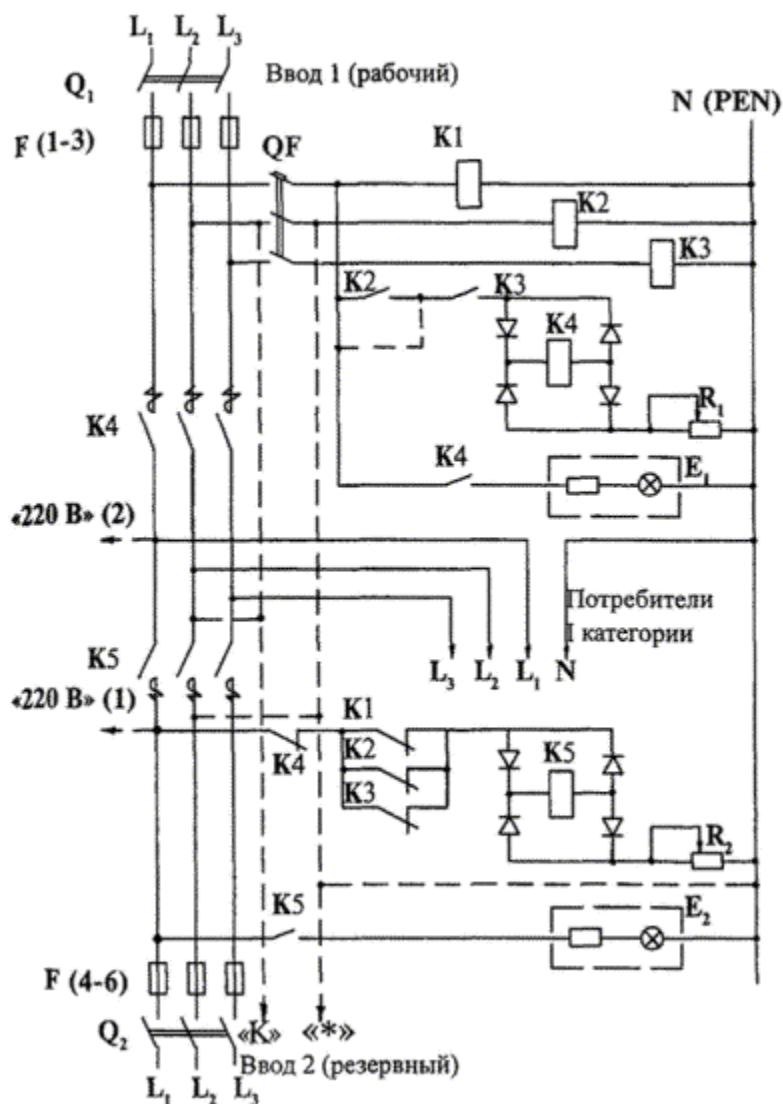 L₁ L₂ L₃
Q₁
Ввод 1 (рабочий)
N (PEN)
F (1-3)
QF
K1
K2
K3
K2
K3
K4
R₁
K4
K4
E₁
«220 В» (2)
Потребители
I категории
K5
L₃ L₂ L₁ N
«220 В» (1)
K1
K4
K2
K5
K3
R₂
K5
E₂
F (4-6)
Q₂
«К» «*»
Ввод 2 (резервный)
L₁ L₂ L₃